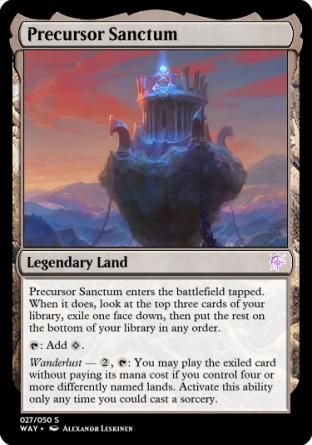 Precursor Sanctum
Legendary Land
Precursor Sanctum enters the battlefield tapped.
When it does, look at the top three cards of your
library, exile one face down, then put the rest on
the bottom of your library in any order.
: Add .
Wanderlust — 2, : You may play the exiled card
without paying its mana cost if you control four or
more differently named lands. Activate this ability
only any time you could cast a sorcery.
027/050 S
WAY • Alexandr Leskinen